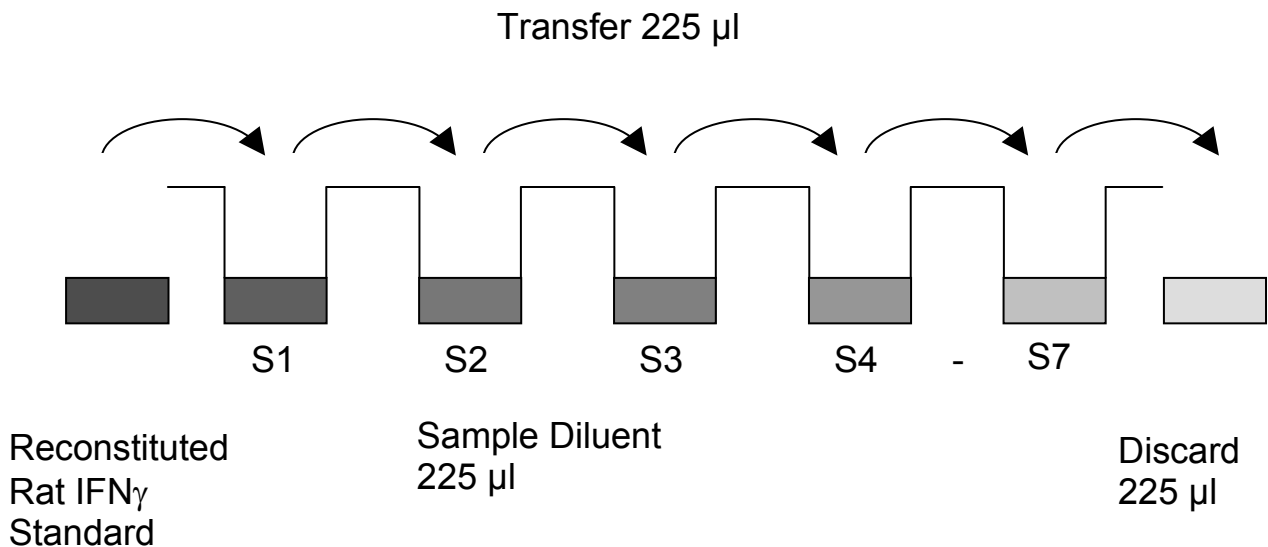 Transfer 225 µl
S1 S2 S3 S4 - S7
Reconstituted
Rat IFNγ
Standard
Sample Diluent
225 µl
Discard
225 µl